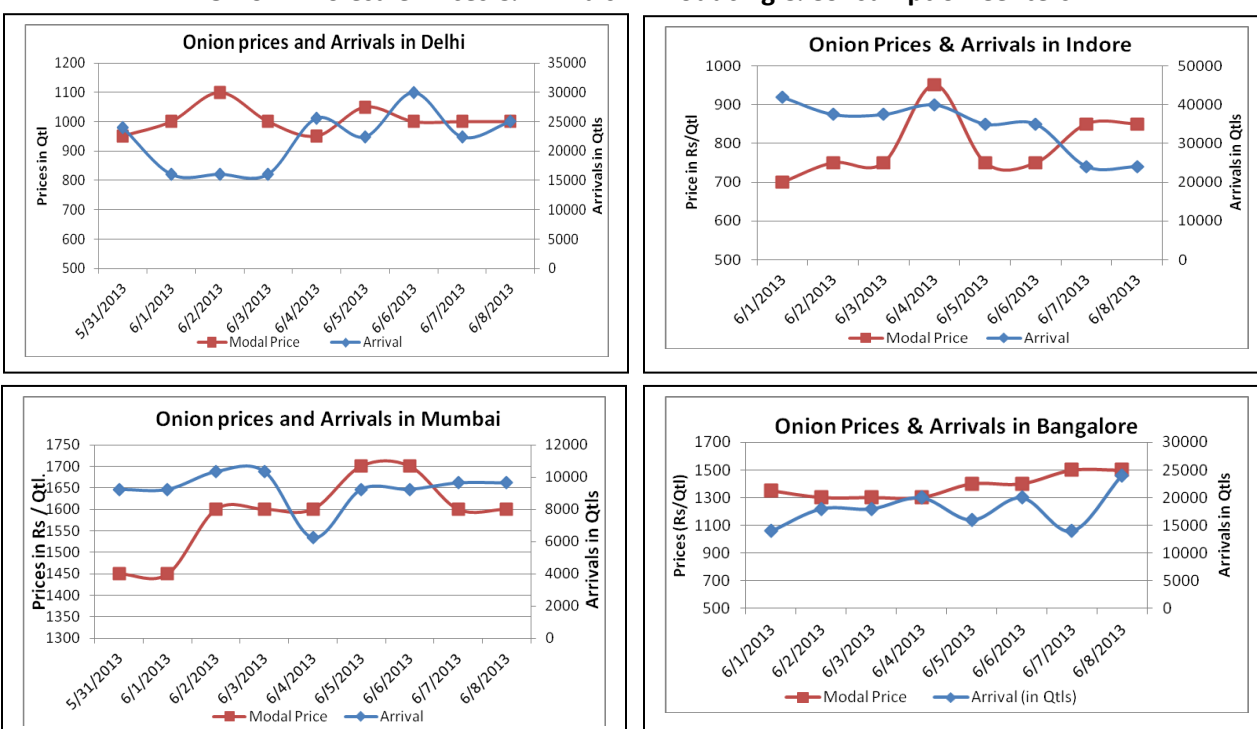 Onion prices and Arrivals in Delhi
Prices in Qtl
1200
1100
1000
900
800
700
600
500
35000
30000
25000
20000
15000
10000
5000
0
Arrivals in Qtls
5/31/2013 6/1/2013 6/2/2013 6/3/2013 6/4/2013 6/5/2013 6/6/2013 6/7/2013 6/8/2013
Modal Price Arrival
Onion Prices & Arrivals in Indore
Price in Rs/Qtl
1000
900
800
700
600
500
50000
40000
30000
20000
10000
0
Arrivals in Qtls
6/1/2013 6/2/2013 6/3/2013 6/4/2013 6/5/2013 6/6/2013 6/7/2013 6/8/2013
Modal Price Arrival
Onion prices and Arrivals in Mumbai
Prices in Rs / Qtl.
1750
1700
1650
1600
1550
1500
1450
1400
1350
1300
12000
10000
8000
6000
4000
2000
0
Arrivals in Qtls
5/31/2013 6/1/2013 6/2/2013 6/3/2013 6/4/2013 6/5/2013 6/6/2013 6/7/2013 6/8/2013
Modal Price Arrival
Onion Prices & Arrivals in Bangalore
Prices (Rs/Qtl)
1700
1500
1300
1100
900
700
500
30000
25000
20000
15000
10000
5000
0
Arrivals in Qtls
6/1/2013 6/2/2013 6/3/2013 6/4/2013 6/5/2013 6/6/2013 6/7/2013 6/8/2013
Modal Price Arrival (in Qtls)